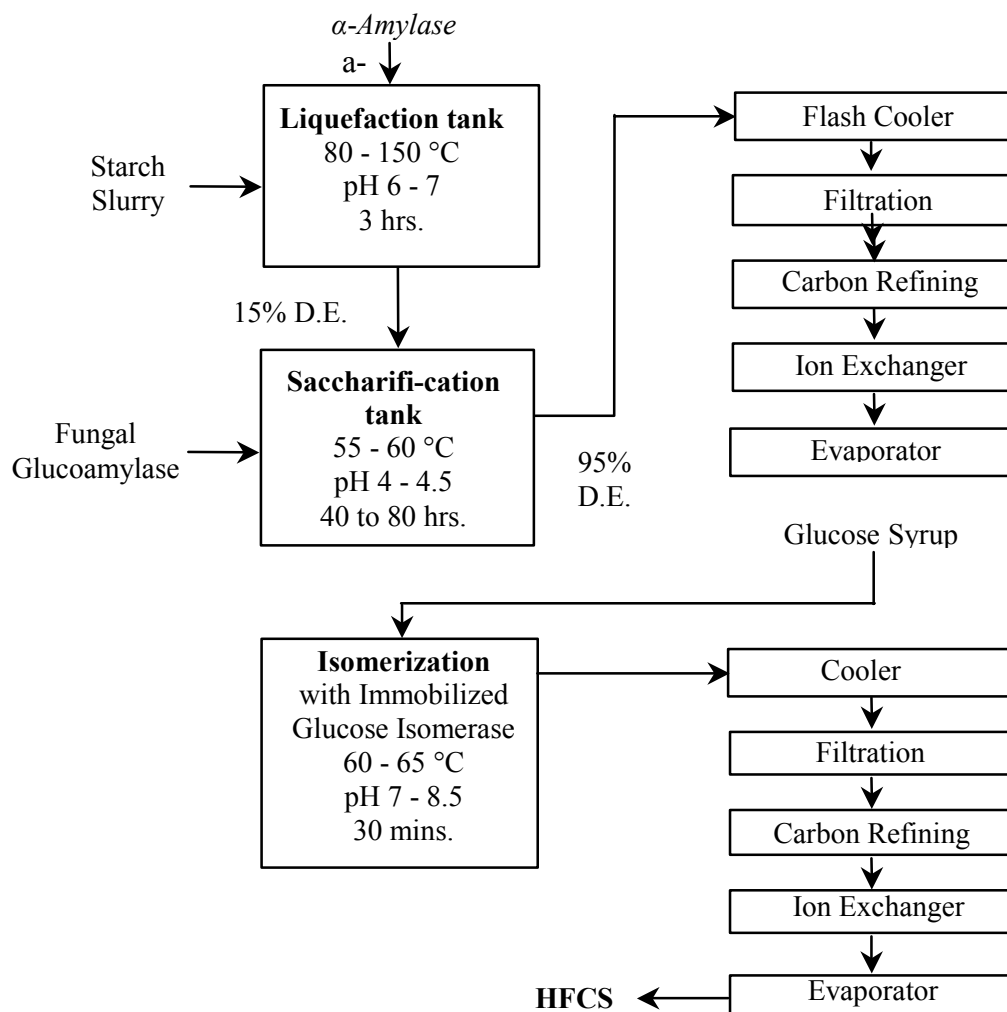 α-Amylase
a-
Liquefaction tank
80 - 150 °C
pH 6 - 7
3 hrs.
Starch
Slurry
15% D.E.
Saccharifi-cation
tank
55 - 60 °C
pH 4 - 4.5
40 to 80 hrs.
Fungal
Glucoamylase
95%
D.E.
Flash Cooler
Filtration
Carbon Refining
Ion Exchanger
Evaporator
Glucose Syrup
Isomerization
with Immobilized
Glucose Isomerase
60 - 65 °C
pH 7 - 8.5
30 mins.
Cooler
Filtration
Carbon Refining
Ion Exchanger
Evaporator
HFCS